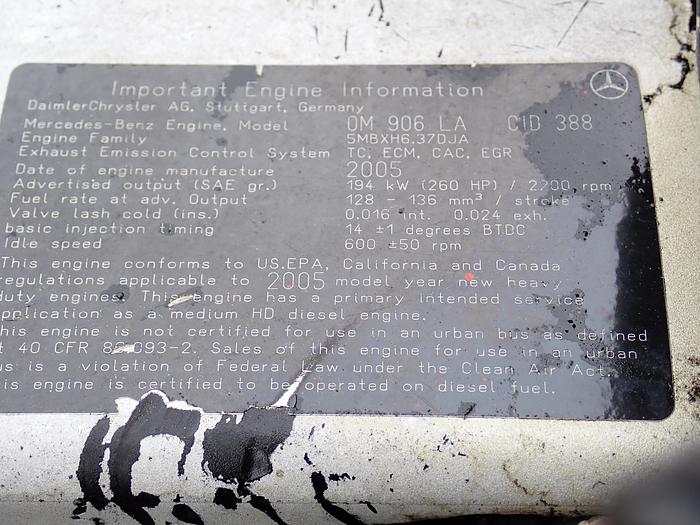 Important Engine Information
DaimlerChrysler AG, Stuttgart, Germany
Mercedes-Benz Engine, Model OM 906 LA CID 388
Engine Family 5MBXH6.37DJA
Exhaust Emission Control System TC, ECM, CAC, EGR
Date of engine manufacture 2005
Advertised output (SAE gr.) 194 kW (260 HP) / 2200 rpm
Fuel rate at adv. Output 128 - 136 mm³ / stroke
Valve lash cold (ins.) 0.016 int. 0.024 exh.
basic injection timing 14 ±1 degrees BTDC
Idle speed 600 ±50 rpm
This engine conforms to US.EPA, California and Canada
regulations applicable to 2005 model year new heavy-
duty engines. This engine has a primary intended service
application as a medium HD diesel engine.
his engine is not certified for use in an urban bus as defined
t 40 CFR 86.093-2. Sales of this engine for use in an urban
us is a violation of Federal Law under the Clean Air Act.
is engine is certified to be operated on diesel fuel.